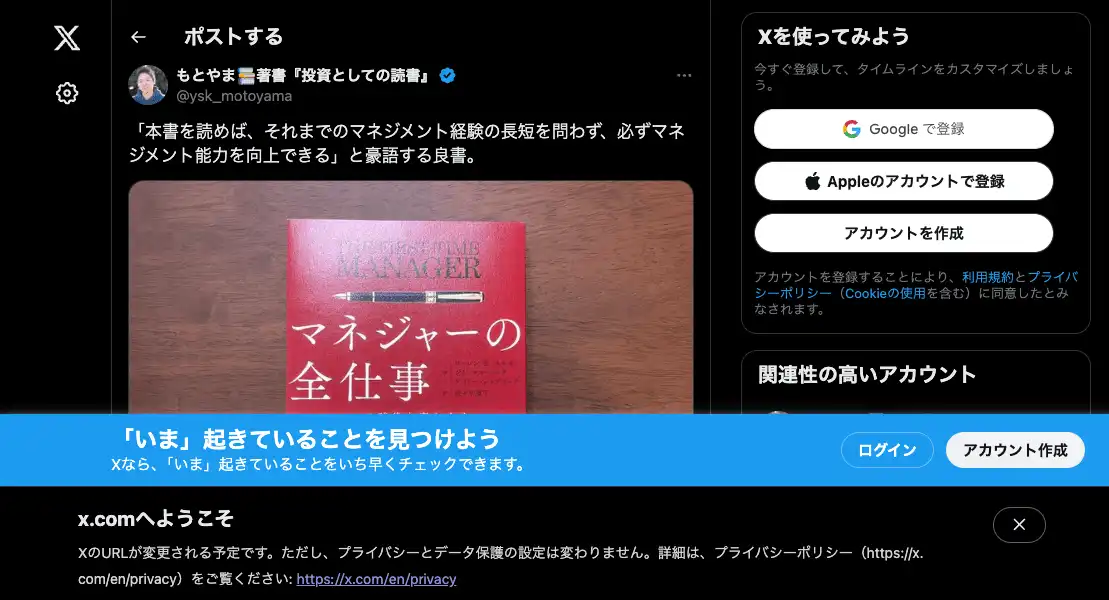 ポストする
もとやま📚著書『投資としての読書』
@ysk_motoyama
「本書を読めば、それまでのマネジメント経験の長短を問わず、必ずマネ
ジメント能力を向上できる」と豪語する良書。
THE FIRST-TIME
MANAGER
マネジャーの
全仕事
Xを使ってみよう
今すぐ登録して、タイムラインをカスタマイズしましょ
う。
Google で登録
Appleのアカウントで登録
アカウントを作成
アカウントを登録することにより、利用規約とプライバ
シーポリシー（Cookieの使用を含む）に同意したとみ
なされます。
関連性の高いアカウント
「いま」起きていることを見つけよう
Xなら、「いま」起きていることをいち早くチェックできます。
ログイン
アカウント作成
x.comへようこそ
XのURLが変更される予定です。ただし、プライバシーとデータ保護の設定は変わりません。詳細は、プライバシーポリシー（https://x.
com/en/privacy）をご覧ください: https://x.com/en/privacy